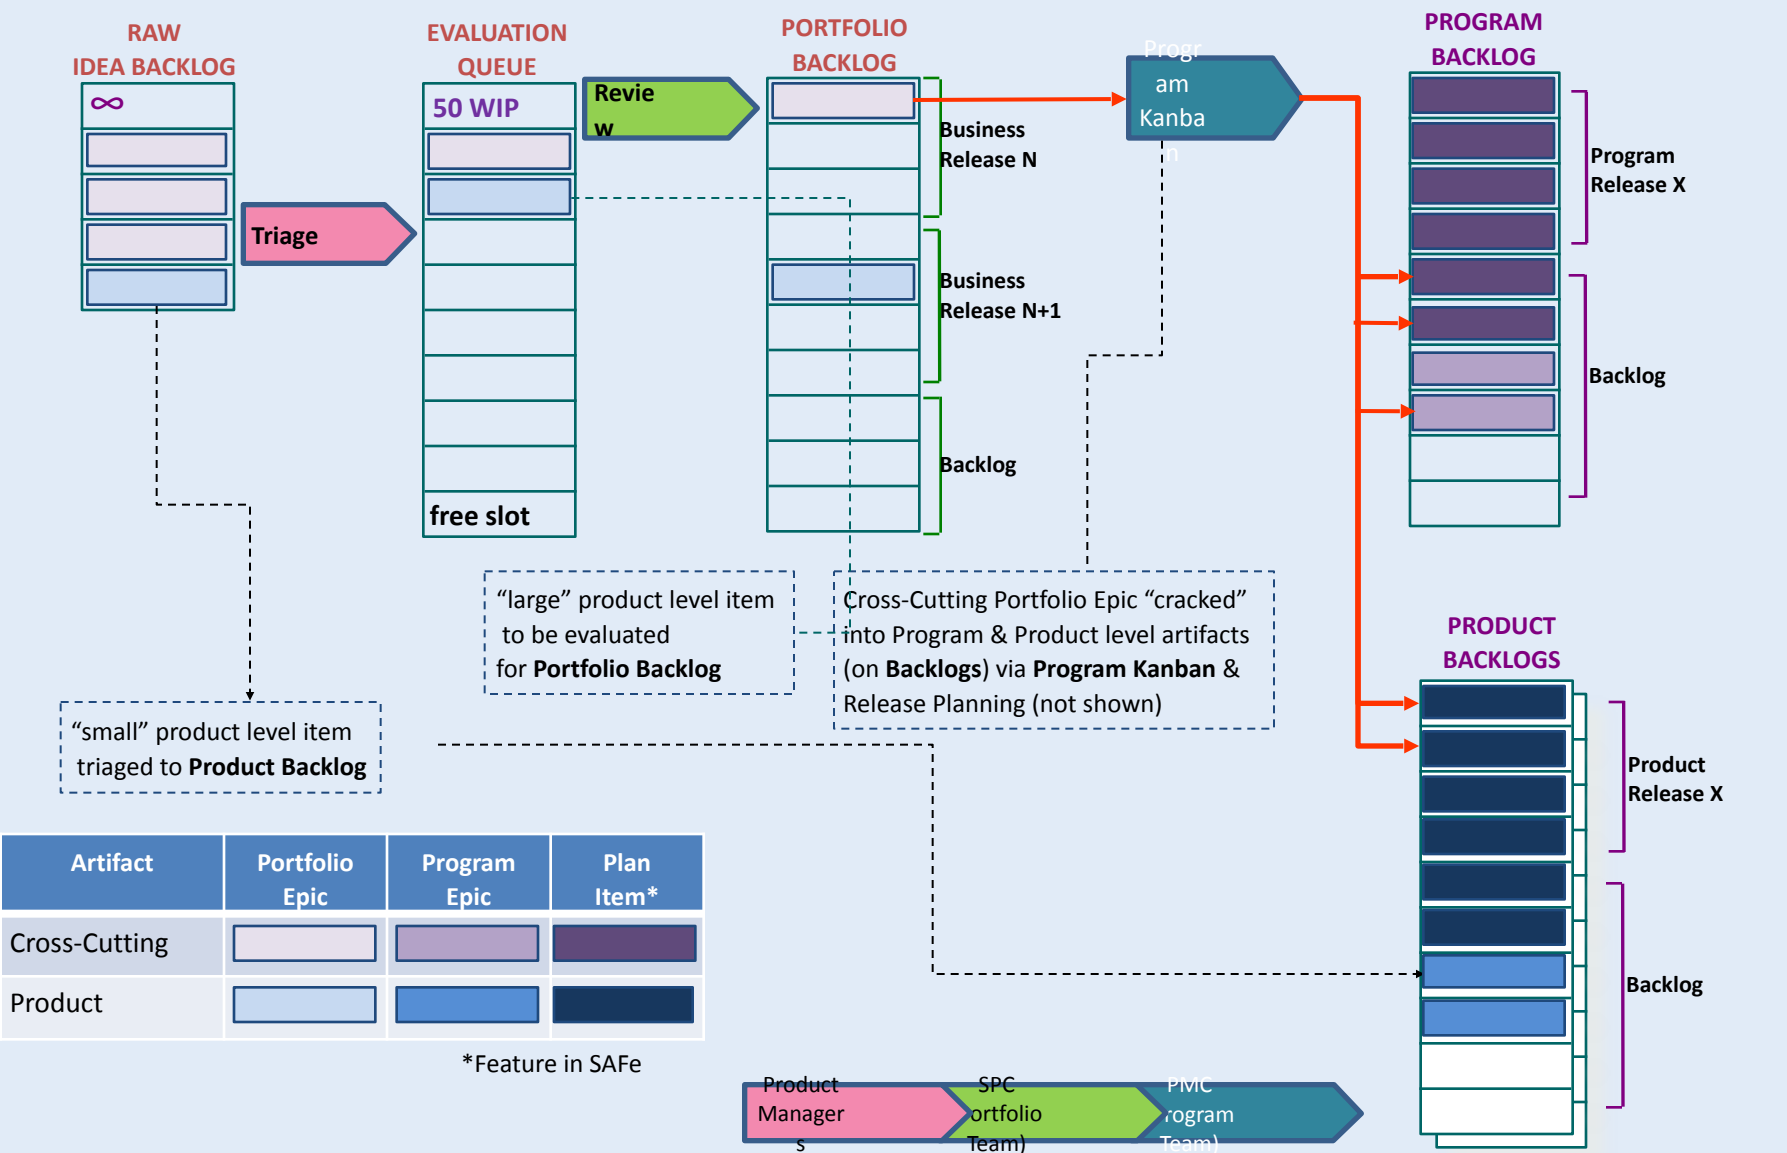 RAW
IDEA BACKLOG
∞
Triage
EVALUATION
QUEUE
50 WIP
free slot
Revie
w
PORTFOLIO
BACKLOG
Business
Release N
Business
Release N+1
Backlog
Progr
am
Kanba
n
PROGRAM
BACKLOG
Program
Release X
Backlog
“large” product level item
to be evaluated
for Portfolio Backlog
Cross-Cutting Portfolio Epic “cracked”
into Program & Product level artifacts
(on Backlogs) via Program Kanban &
Release Planning (not shown)
“small” product level item
triaged to Product Backlog
PRODUCT
BACKLOGS
Product
Release X
Backlog
Artifact
Portfolio
Epic
Program
Epic
Plan
Item*
Cross-Cutting
Product
*Feature in SAFe
Product
Manager
s
SPC
ortfolio
Team)
PMC
rogram
Team)